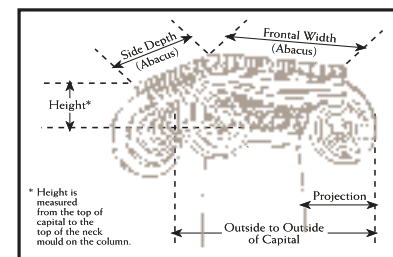 Side Depth
(Abacus)
Frontal Width
(Abacus)
Height*
* Height is
measured
from the top of
capital to the
top of the neck
mould on the column.
Projection
Outside to Outside
of Capital